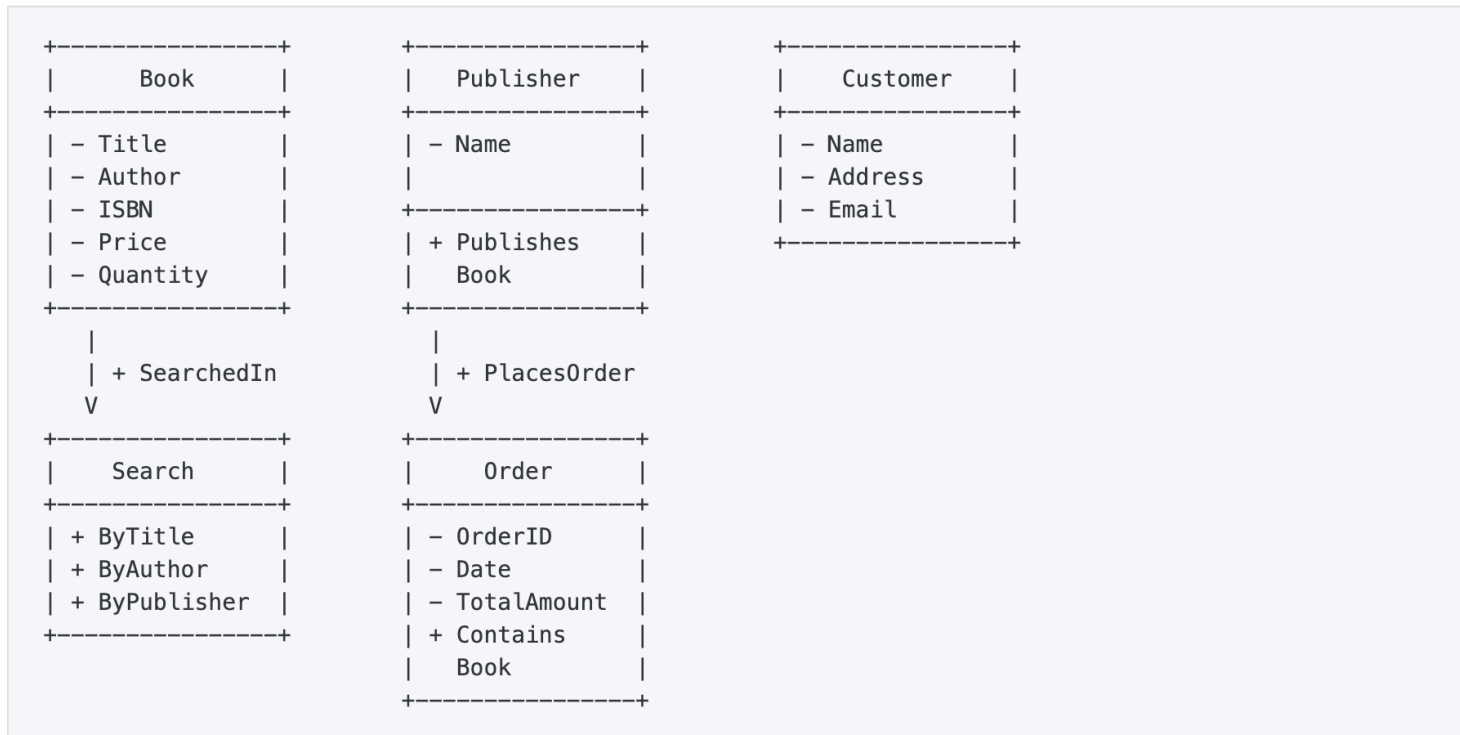 +----------------+        +----------------+         +----------------+
|      Book      |        |   Publisher    |         |    Customer    |
+----------------+        +----------------+         +----------------+
| - Title        |        | - Name         |         | - Name         |
| - Author       |        |                |         | - Address      |
| - ISBN         |        +----------------+         | - Email        |
| - Price        |        | + Publishes    |         +----------------+
| - Quantity     |        |   Book         |
+----------------+        +----------------+
   |                        |
   | + SearchedIn           | + PlacesOrder
   V                        V
+----------------+        +----------------+
|    Search      |        |     Order      |
+----------------+        +----------------+
| + ByTitle      |        | - OrderID      |
| + ByAuthor     |        | - Date         |
| + ByPublisher  |        | - TotalAmount  |
+----------------+        | + Contains     |
                          |   Book         |
                          +----------------+